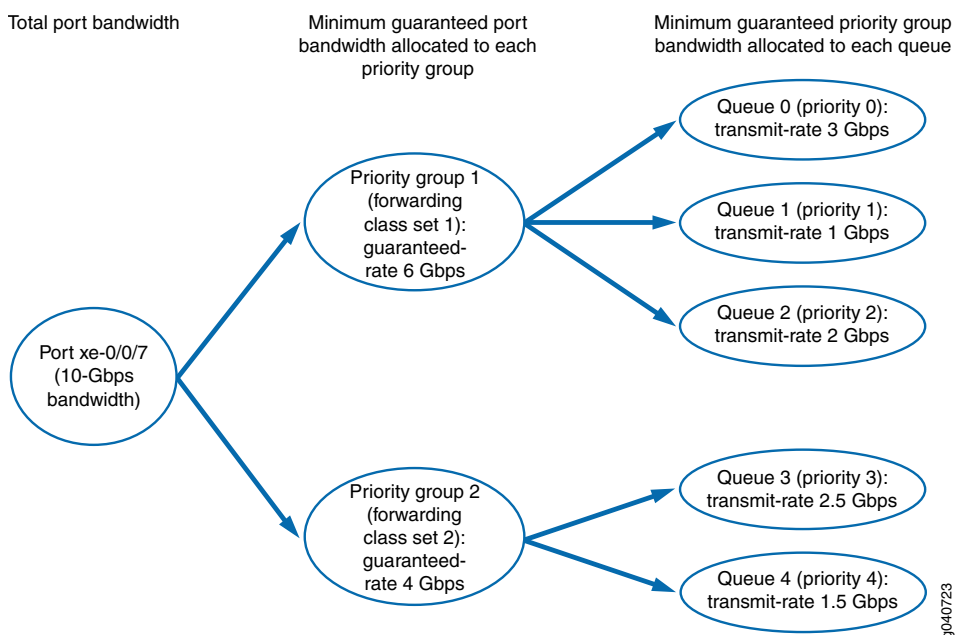 Total port bandwidth
Minimum guaranteed port
bandwidth allocated to each
priority group
Minimum guaranteed priority group
bandwidth allocated to each queue
Port xe-0/0/7
(10-Gbps
bandwidth)
Priority group 1
(forwarding
class set 1):
guaranteed-
rate 6 Gbps
Queue 0 (priority 0):
transmit-rate 3 Gbps
Queue 1 (priority 1):
transmit-rate 1 Gbps
Queue 2 (priority 2):
transmit-rate 2 Gbps
Priority group 2
(forwarding
class set 2):
guaranteed-
rate 4 Gbps
Queue 3 (priority 3):
transmit-rate 2.5 Gbps
Queue 4 (priority 4):
transmit-rate 1.5 Gbps
g040723